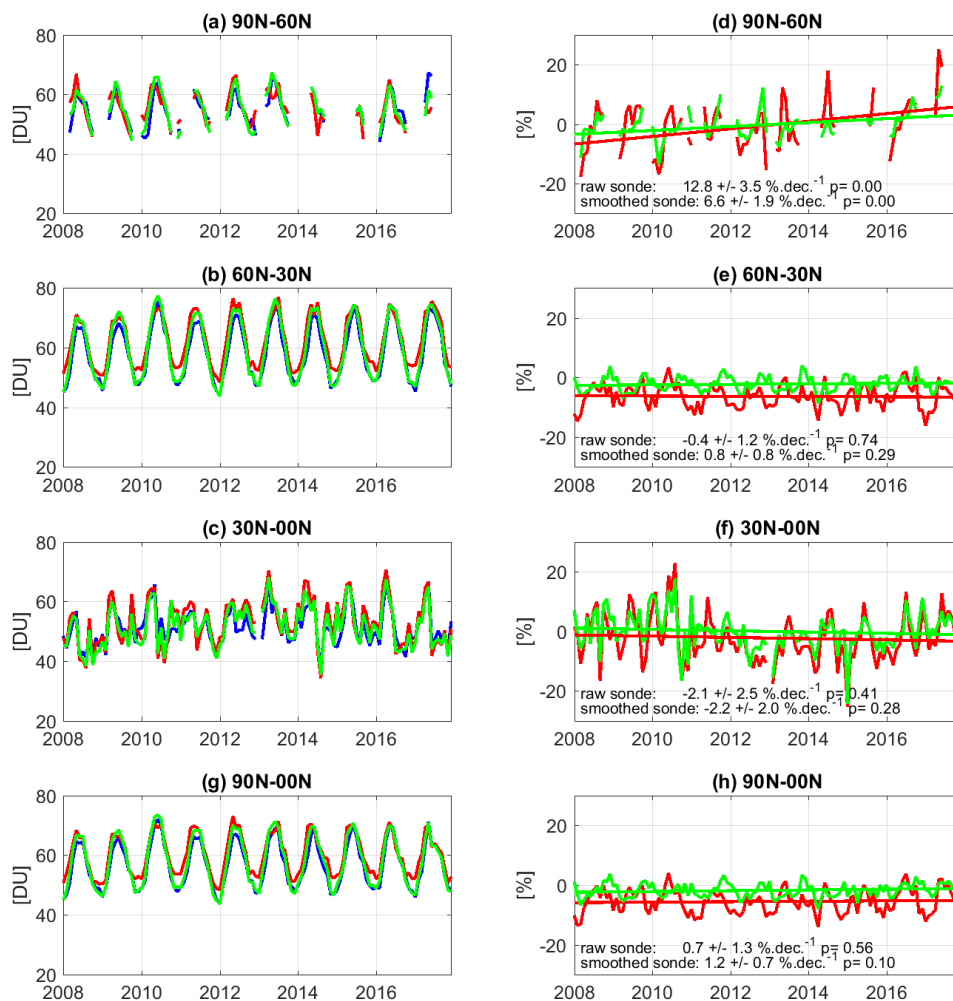 (a) 90N-60N
80
60
40
20
[DU]
2008 2010 2012 2014 2016
(d) 90N-60N
20
0
-20
[%]
raw sonde: 12.8 +/- 3.5 %.dec.⁻¹ p= 0.00
smoothed sonde: 6.6 +/- 1.9 %.dec.⁻¹ p= 0.00
2008 2010 2012 2014 2016
(b) 60N-30N
80
60
40
20
[DU]
2008 2010 2012 2014 2016
(e) 60N-30N
20
0
-20
[%]
raw sonde: -0.4 +/- 1.2 %.dec.⁻¹ p= 0.74
smoothed sonde: 0.8 +/- 0.8 %.dec.⁻¹ p= 0.29
2008 2010 2012 2014 2016
(c) 30N-00N
80
60
40
20
[DU]
2008 2010 2012 2014 2016
(f) 30N-00N
20
0
-20
[%]
raw sonde: -2.1 +/- 2.5 %.dec.⁻¹ p= 0.41
smoothed sonde: -2.2 +/- 2.0 %.dec.⁻¹ p= 0.28
2008 2010 2012 2014 2016
(g) 90N-00N
80
60
40
20
[DU]
2008 2010 2012 2014 2016
(h) 90N-00N
20
0
-20
[%]
raw sonde: 0.7 +/- 1.3 %.dec.⁻¹ p= 0.56
smoothed sonde: 1.2 +/- 0.7 %.dec.⁻¹ p= 0.10
2008 2010 2012 2014 2016